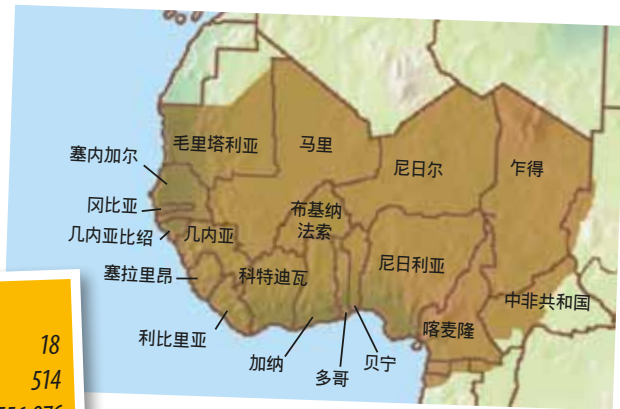 毛里塔利亚
马里
尼日尔
乍得
塞内加尔
冈比亚
几内亚比绍
几内亚
布基纳
法索
塞拉里昂
科特迪瓦
尼日利亚
中非共和国
利比里亚
喀麦隆
加纳
多哥
贝宁
18
514